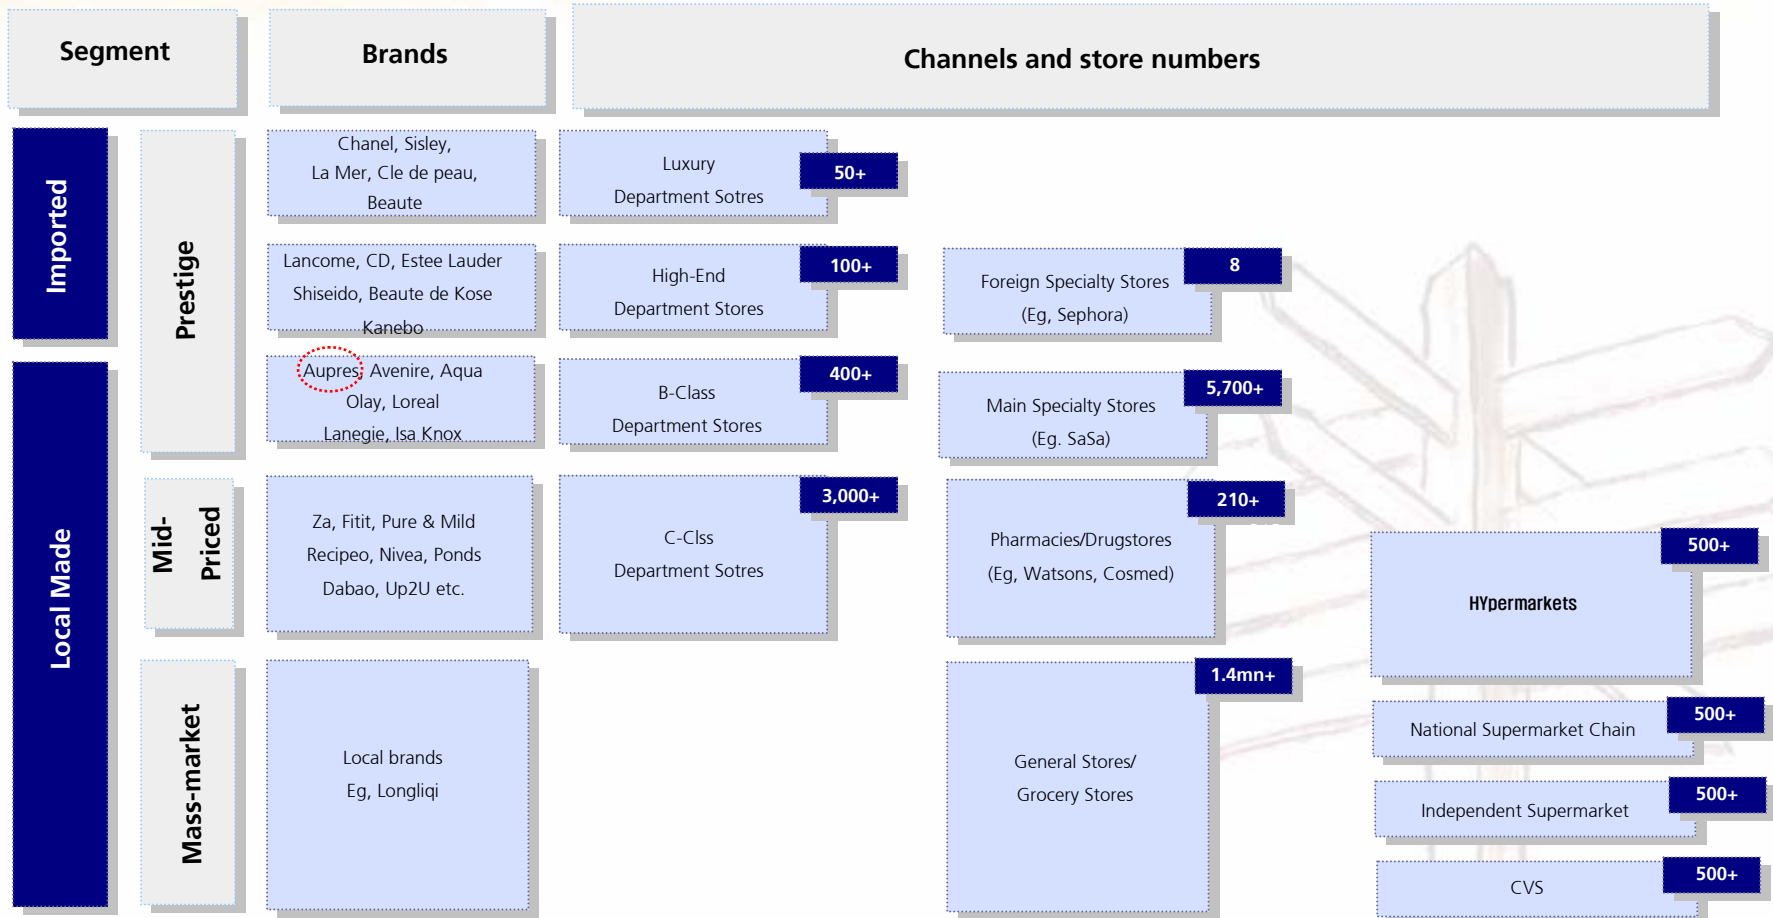 Segment
Brands
Channels and store numbers
Imported
Prestige
Chanel, Sisley,
La Mer, Cle de peau,
Beaute
Luxury
Department Sotres
50+
Lancome, CD, Estee Lauder
Shiseido, Beaute de Kose
Kanebo
High-End
Department Stores
100+
Foreign Specialty Stores
(Eg, Sephora)
8
Local Made
Aupres, Avenire, Aqua
Olay, Loreal
Lanegie, Isa Knox
B-Class
Department Stores
400+
Main Specialty Stores
(Eg. SaSa)
5,700+
Mid-
Priced
Za, Fitit, Pure & Mild
Recipeo, Nivea, Ponds
Dabao, Up2U etc.
C-Clss
Department Sotres
3,000+
Pharmacies/Drugstores
(Eg, Watsons, Cosmed)
210+
HYpermarkets
500+
Mass-market
Local brands
Eg, Longliqi
General Stores/
Grocery Stores
1.4mn+
National Supermarket Chain
500+
Independent Supermarket
500+
CVS
500+